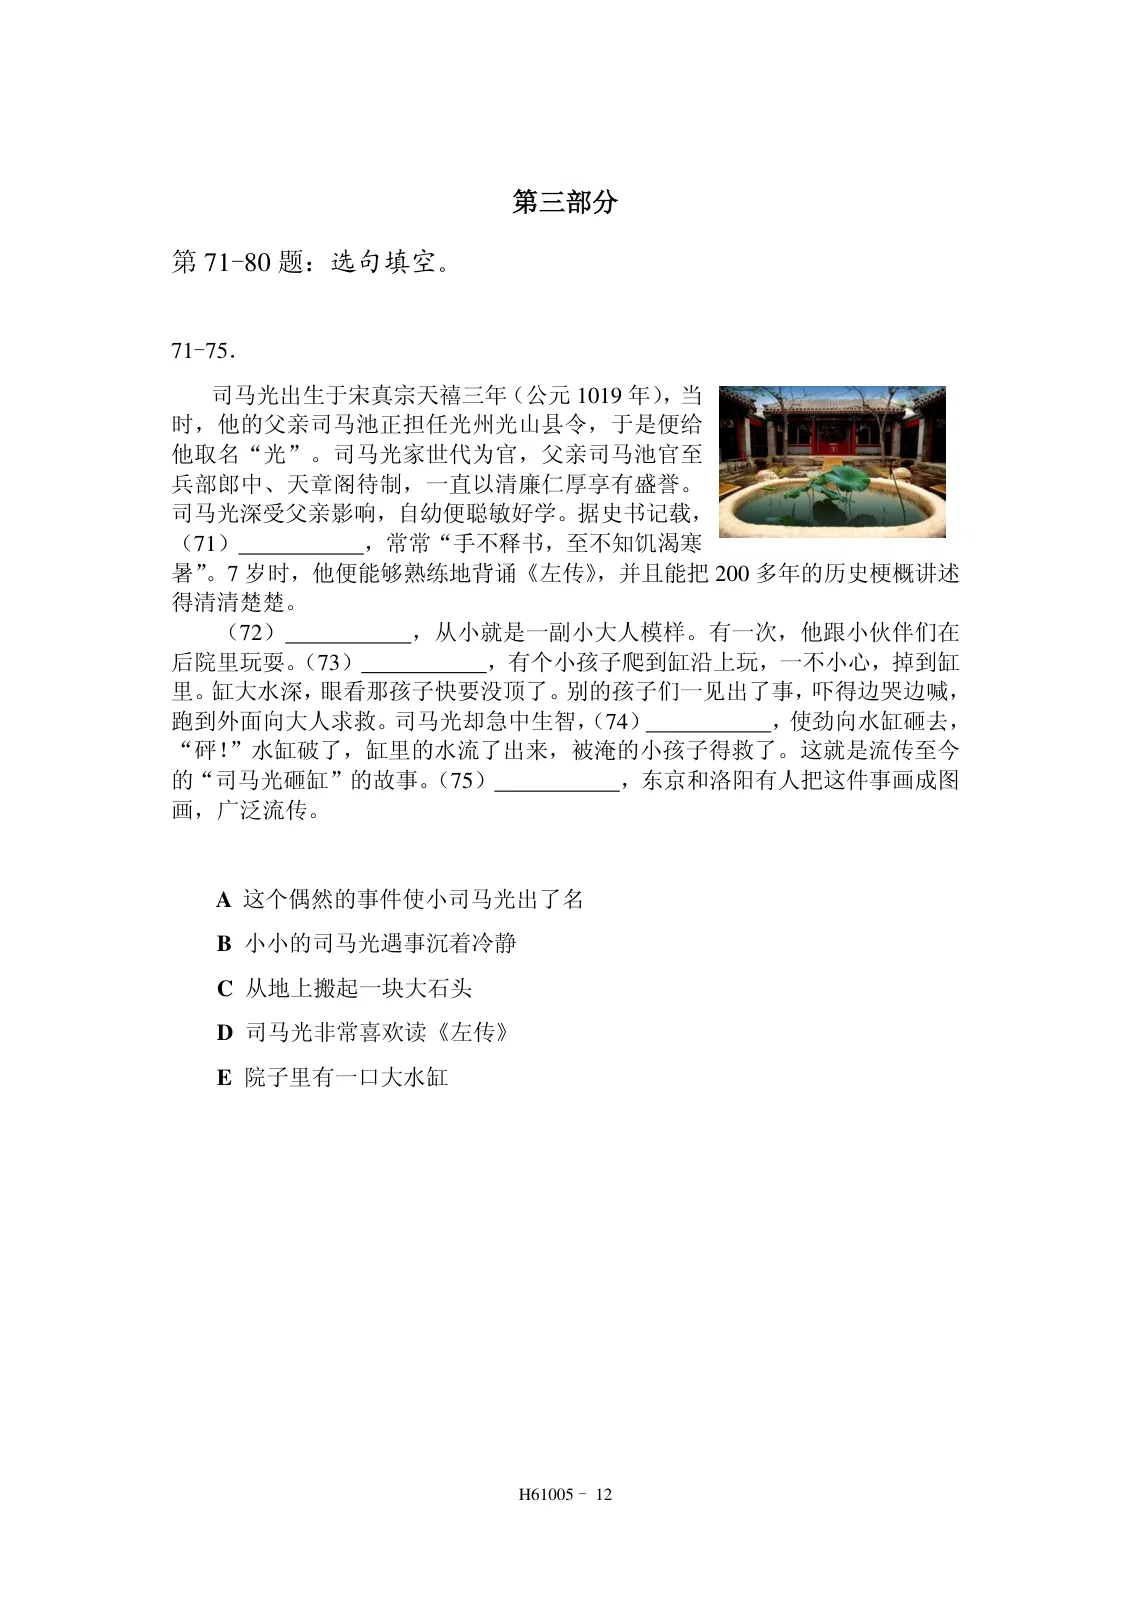 第三部分
第 71-80 题：选句填空。
71-75．
司马光出生于宋真宗天禧三年（公元 1019 年），当
时，他的父亲司马池正担任光州光山县令，于是便给
他取名“光”。司马光家世代为官，父亲司马池官至
兵部郎中、天章阁待制，一直以清廉仁厚享有盛誉。
司马光深受父亲影响，自幼便聪敏好学。据史书记载，
（71）___________，常常“手不释书，至不知饥渴寒
暑”。7 岁时，他便能够熟练地背诵《左传》，并且能把 200 多年的历史梗概讲述
得清清楚楚。
（72）___________，从小就是一副小大人模样。有一次，他跟小伙伴们在
后院里玩耍。（73）___________，有个小孩子爬到缸沿上玩，一不小心，掉到缸
里。缸大水深，眼看那孩子快要没顶了。别的孩子们一见出了事，吓得边哭边喊，
跑到外面向大人求救。司马光却急中生智，（74）___________，使劲向水缸砸去，
“砰！”水缸破了，缸里的水流了出来，被淹的小孩子得救了。这就是流传至今
的“司马光砸缸”的故事。（75）___________，东京和洛阳有人把这件事画成图
画，广泛流传。
A 这个偶然的事件使小司马光出了名
B 小小的司马光遇事沉着冷静
C 从地上搬起一块大石头
D 司马光非常喜欢读《左传》
E 院子里有一口大水缸
H61005－ 12